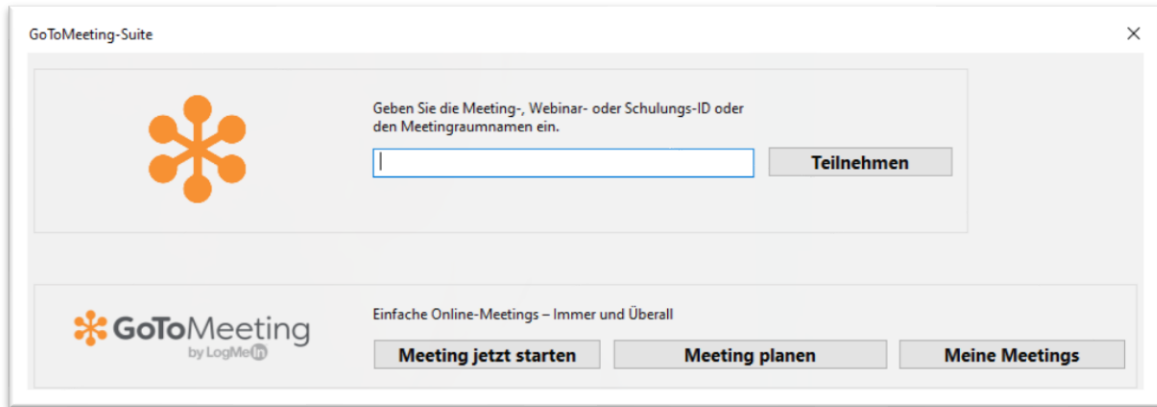 GoToMeeting-Suite
Geben Sie die Meeting-, Webinar- oder Schulungs-ID oder
den Meetingraumnamen ein.
Teilnehmen
GoToMeeting
by LogMeIn
Einfache Online-Meetings – Immer und Überall
Meeting jetzt starten
Meeting planen
Meine Meetings